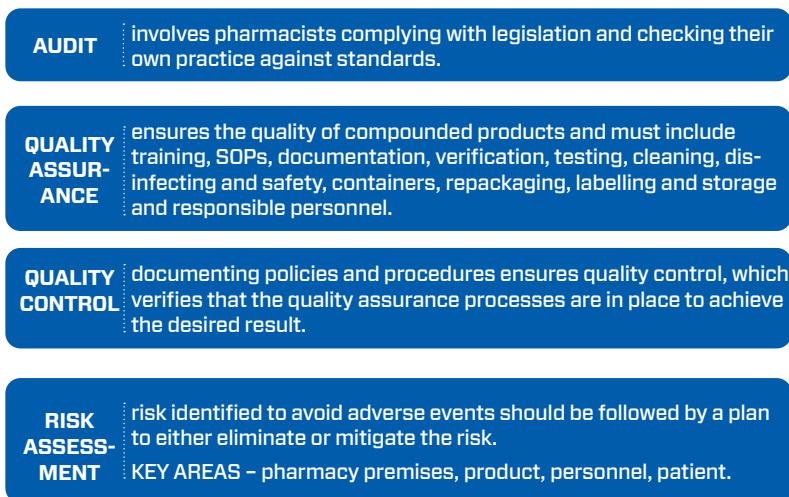 AUDIT
involves pharmacists complying with legislation and checking their
own practice against standards.
QUALITY
ASSUR-
ANCE
ensures the quality of compounded products and must include
training, SOPs, documentation, verification, testing, cleaning, dis-
infecting and safety, containers, repackaging, labelling and storage
and responsible personnel.
QUALITY
CONTROL
documenting policies and procedures ensures quality control, which
verifies that the quality assurance processes are in place to achieve
the desired result.
RISK
ASSESS-
MENT
risk identified to avoid adverse events should be followed by a plan
to either eliminate or mitigate the risk.
KEY AREAS – pharmacy premises, product, personnel, patient.